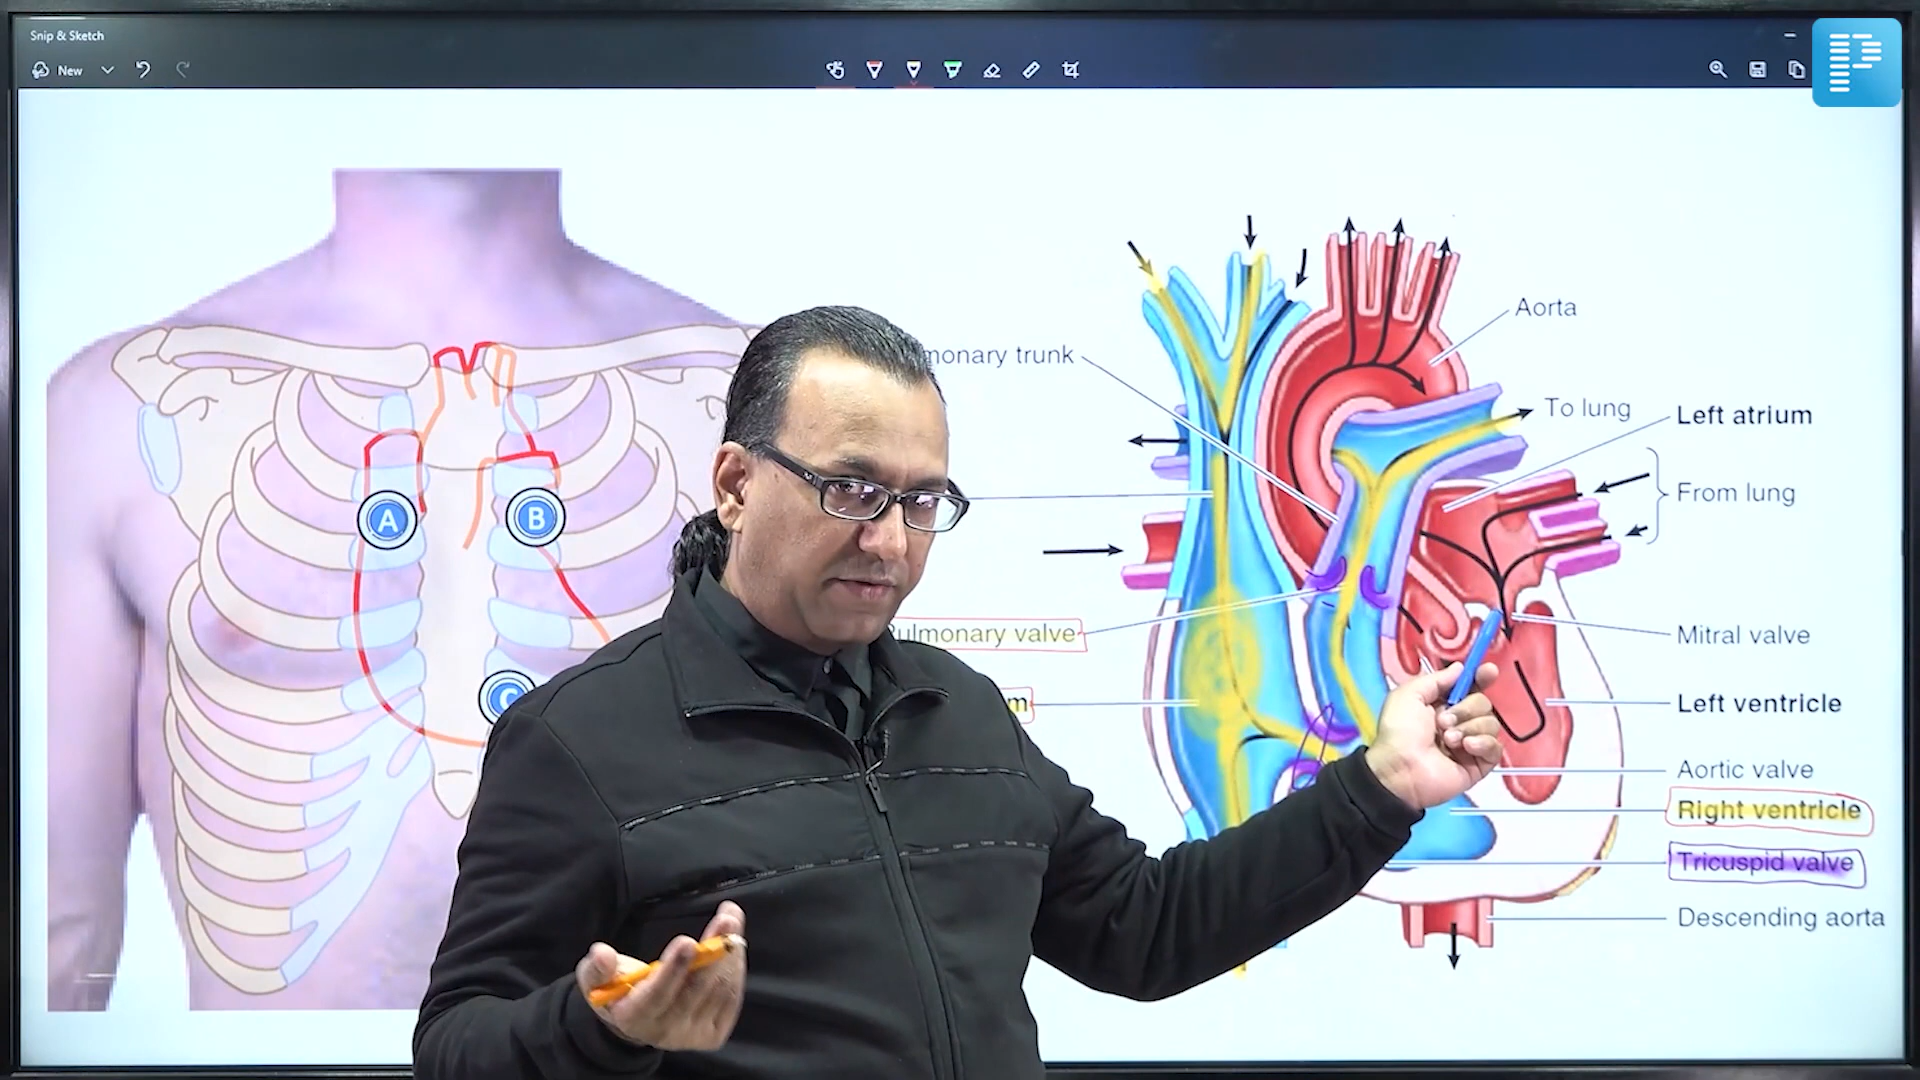 Snip & Sketch
New
A
B
C
Aorta
monary trunk
To lung
Left atrium
From lung
Pulmonary valve
Mitral valve
Left ventricle
Aortic valve
Right ventricle
Tricuspid valve
Descending aorta